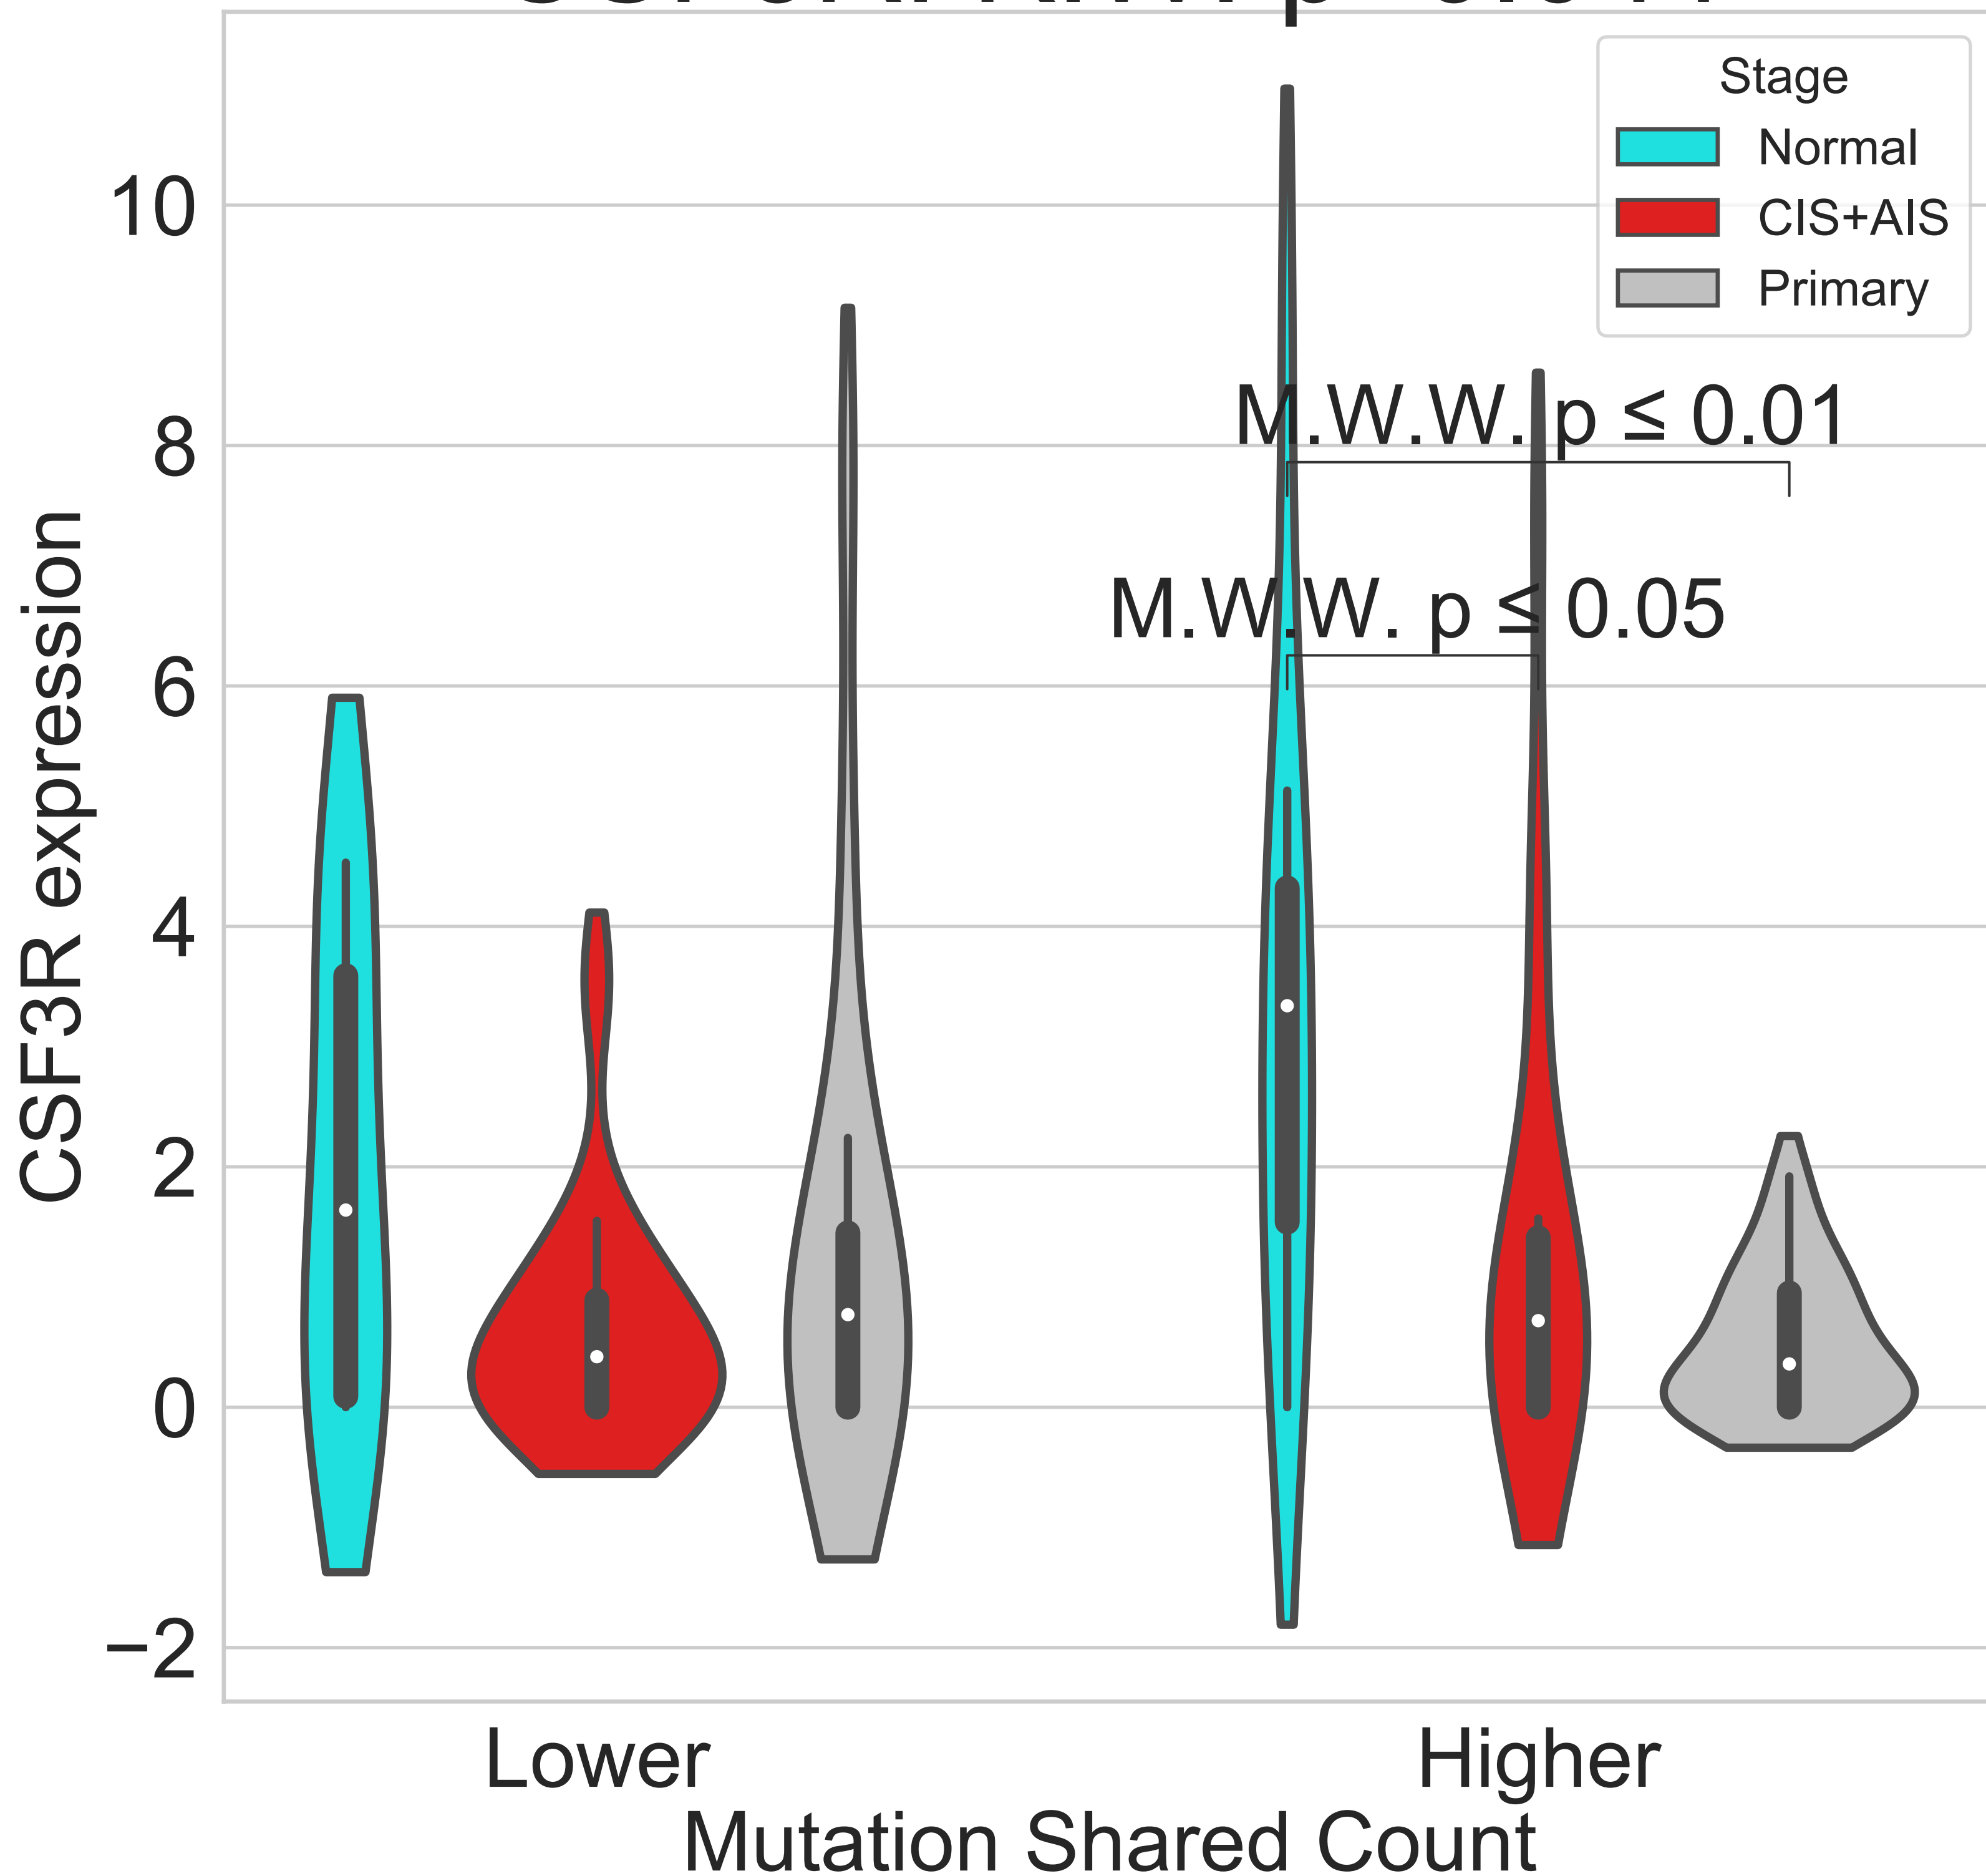 Stage
Normal
CIS+AIS
Primary
10
8
6
4
2
0
−2
CSF3R expression
M.W.W. p ≤ 0.01
M.W.W. p ≤ 0.05
Lower
Higher
Mutation Shared Count